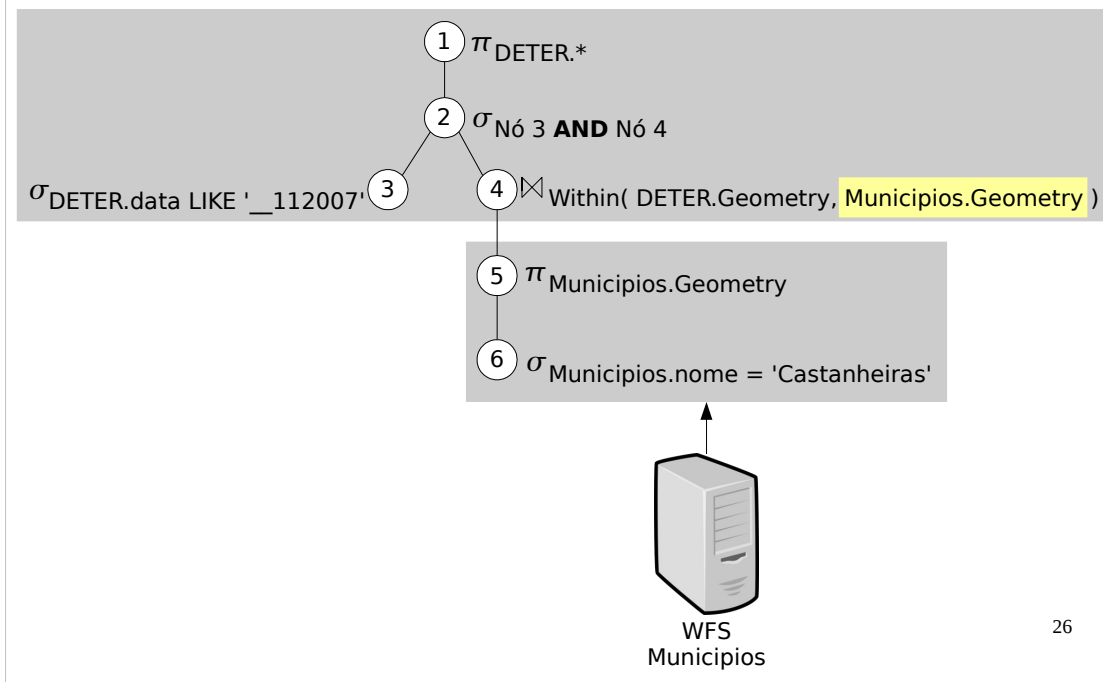 1 π DETER.*
2 σ Nó 3 AND Nó 4
σ DETER.data LIKE '__112007' 3
4 ⋈ Within( DETER.Geometry, Municipios.Geometry )
5 π Municipios.Geometry
6 σ Municipios.nome = 'Castanheiras'
WFS
Municipios
26